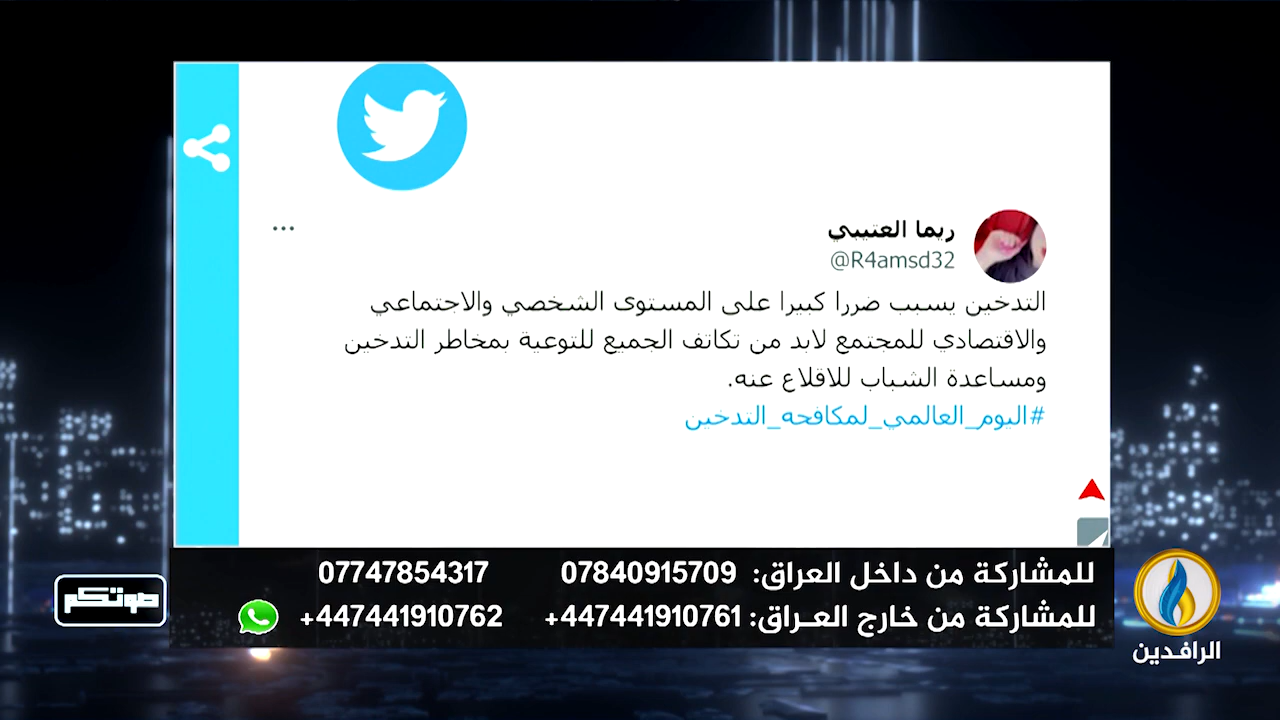 ريما العتيبي
@R4amsd32
التدخين يسبب ضررا كبيرا على المستوى الشخصي والاجتماعي
والاقتصادي للمجتمع لابد من تكاتف الجميع للتوعية بمخاطر التدخين
ومساعدة الشباب للاقلاع عنه.
#اليوم_العالمي_لمكافحه_التدخين
للمشاركة من داخل العراق: 07840915709 07747854317
للمشاركة من خارج العـراق: 447441910761+ 447441910762+
صوتكم
الرافدين